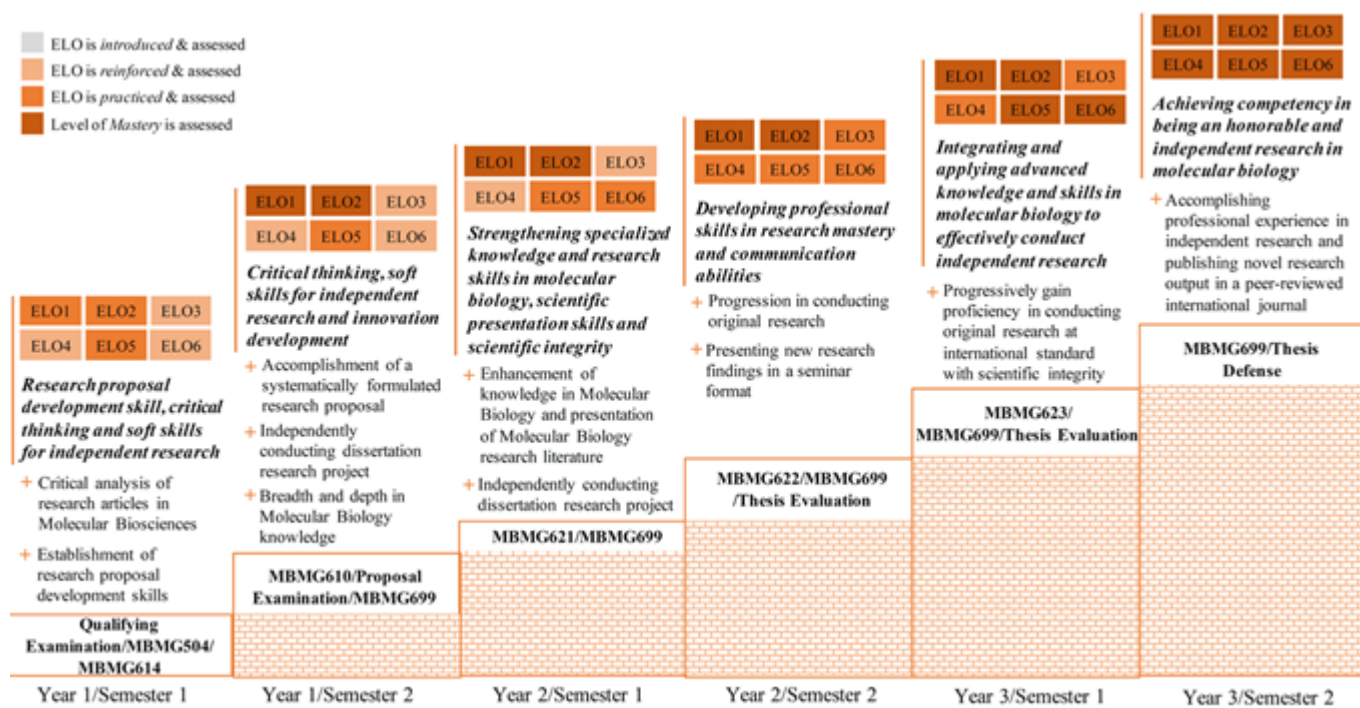 ELO is introduced & assessed
ELO is reinforced & assessed
ELO is practiced & assessed
Level of Mastery is assessed
ELO1 ELO2 ELO3
ELO4 ELO5 ELO6
Research proposal
development skill, critical
thinking and soft skills
for independent research
+ Critical analysis of
research articles in
Molecular Biosciences
+ Establishment of
research proposal
development skills
Qualifying
Examination/MBMG504/
MBMG614
Year 1/Semester 1
ELO1 ELO2 ELO3
ELO4 ELO5 ELO6
Critical thinking, soft
skills for independent
research and innovation
development
+ Accomplishment of a
systematically formulated
research proposal
+ Independently
conducting dissertation
research project
+ Breadth and depth in
Molecular Biology
knowledge
MBMG610/Proposal
Examination/MBMG699
Year 1/Semester 2
ELO1 ELO2 ELO3
ELO4 ELO5 ELO6
Strengthening specialized
knowledge and research
skills in molecular
biology, scientific
presentation skills and
scientific integrity
+ Enhancement of
knowledge in Molecular
Biology and presentation
of Molecular Biology
research literature
+ Independently conducting
dissertation research project
MBMG621/MBMG699
Year 2/Semester 1
ELO1 ELO2 ELO3
ELO4 ELO5 ELO6
Developing professional
skills in research mastery
and communication
abilities
+ Progression in conducting
original research
+ Presenting new research
findings in a seminar
format
MBMG622/MBMG699
/Thesis Evaluation
Year 2/Semester 2
ELO1 ELO2 ELO3
ELO4 ELO5 ELO6
Integrating and
applying advanced
knowledge and skills in
molecular biology to
effectively conduct
independent research
+ Progressively gain
proficiency in conducting
original research at
international standard
with scientific integrity
MBMG623/
MBMG699/Thesis Evaluation
Year 3/Semester 1
ELO1 ELO2 ELO3
ELO4 ELO5 ELO6
Achieving competency in
being an honorable and
independent research in
molecular biology
+ Accomplishing
professional experience in
independent research and
publishing novel research
output in a peer-reviewed
international journal
MBMG699/Thesis
Defense
Year 3/Semester 2